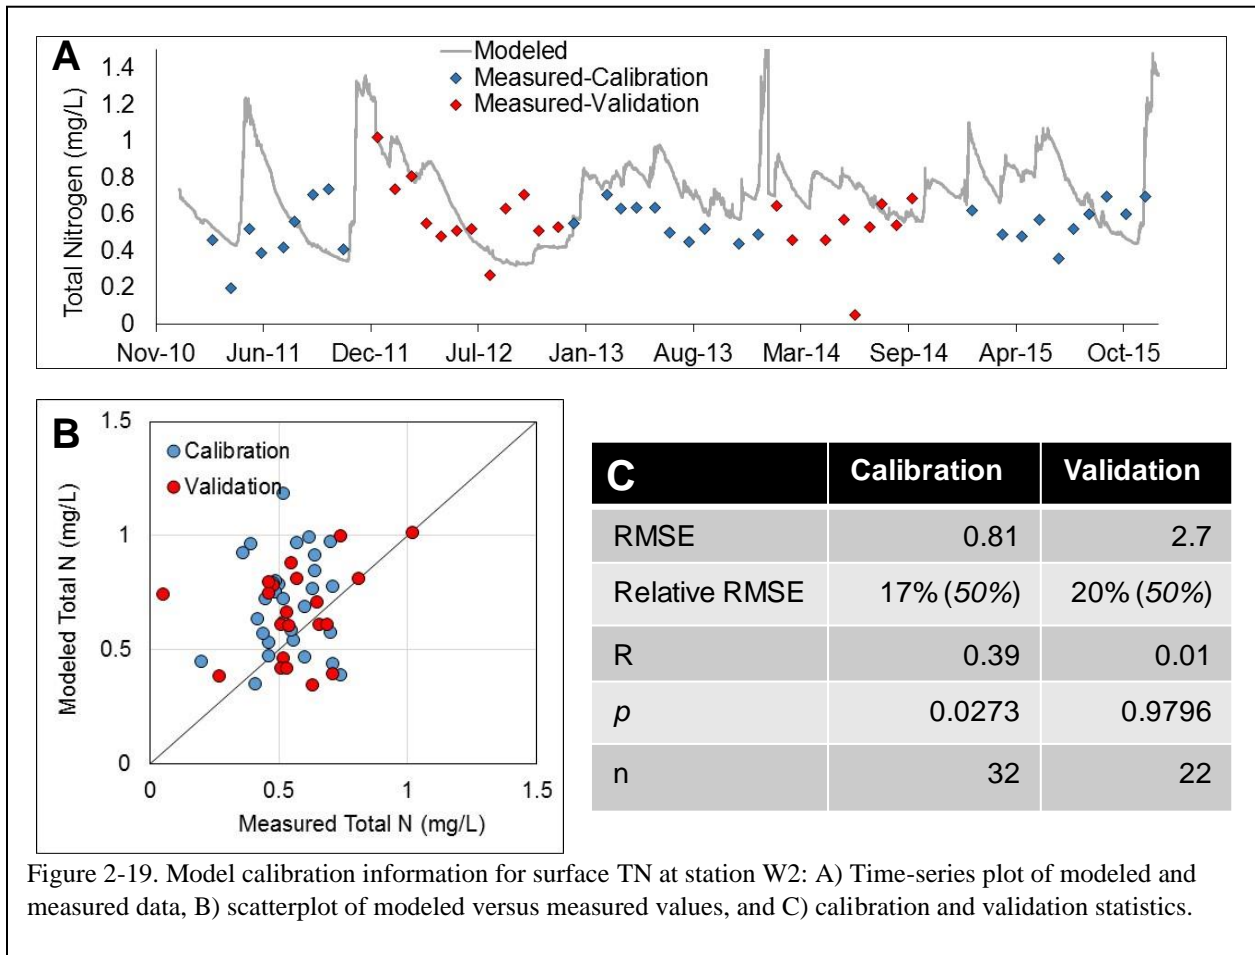 A
Modeled
Measured-Calibration
Measured-Validation
Total Nitrogen (mg/L)
1.4
1.2
1
0.8
0.6
0.4
0.2
0
Nov-10 Jun-11 Dec-11 Jul-12 Jan-13 Aug-13 Mar-14 Sep-14 Apr-15 Oct-15
B
Calibration
Validation
Modeled Total N (mg/L)
1.5
1
0.5
0
0 0.5 1 1.5
Measured Total N (mg/L)
C Calibration Validation
RMSE 0.81 2.7
Relative RMSE 17% (50%) 20% (50%)
R 0.39 0.01
p 0.0273 0.9796
n 32 22
Figure 2-19. Model calibration information for surface TN at station W2: A) Time-series plot of modeled and
measured data, B) scatterplot of modeled versus measured values, and C) calibration and validation statistics.